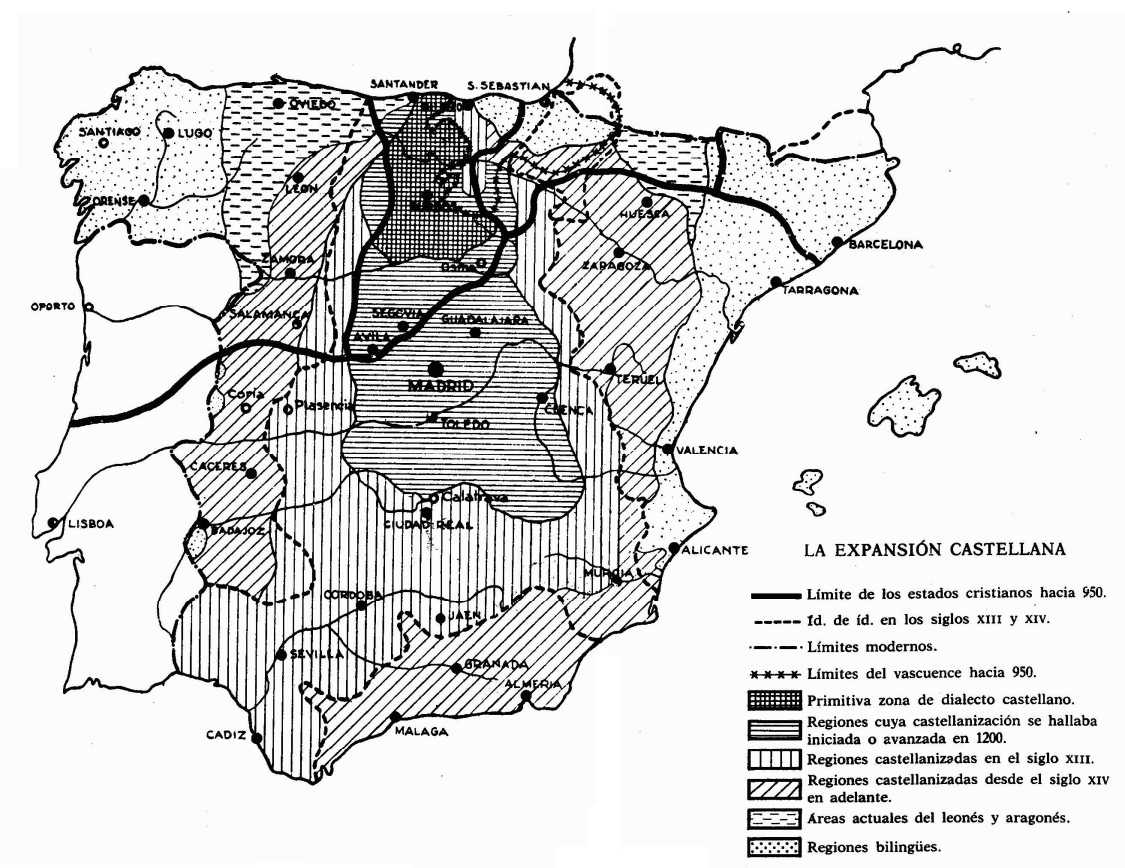 SANTANDER
S. SEBASTIAN
OVIEDO
SANTIAGO
LUGO
LEON
ORENSE
HUESCA
BARCELONA
ZAMORA
Osma
ZARAGOZA
TARRAGONA
OPORTO
SALAMANCA
SEGOVIA
GUADALAJARA
AVILA
MADRID
TERUEL
Coria
Plasencia
CUENCA
TOLEDO
VALENCIA
CACERES
Calatrava
LISBOA
BADAJOZ
CIUDAD-REAL
ALICANTE
MURCIA
CORDOBA
JAEN
SEVILLA
GRANADA
ALMERIA
CADIZ
MALAGA
LA EXPANSIÓN CASTELLANA
Límite de los estados cristianos hacia 950.
Id. de íd. en los siglos XIII y XIV.
Límites modernos.
Límites del vascuence hacia 950.
Primitiva zona de dialecto castellano.
Regiones cuya castellanización se hallaba
iniciada o avanzada en 1200.
Regiones castellanizadas en el siglo XIII.
Regiones castellanizadas desde el siglo XIV
en adelante.
Áreas actuales del leonés y aragonés.
Regiones bilingües.